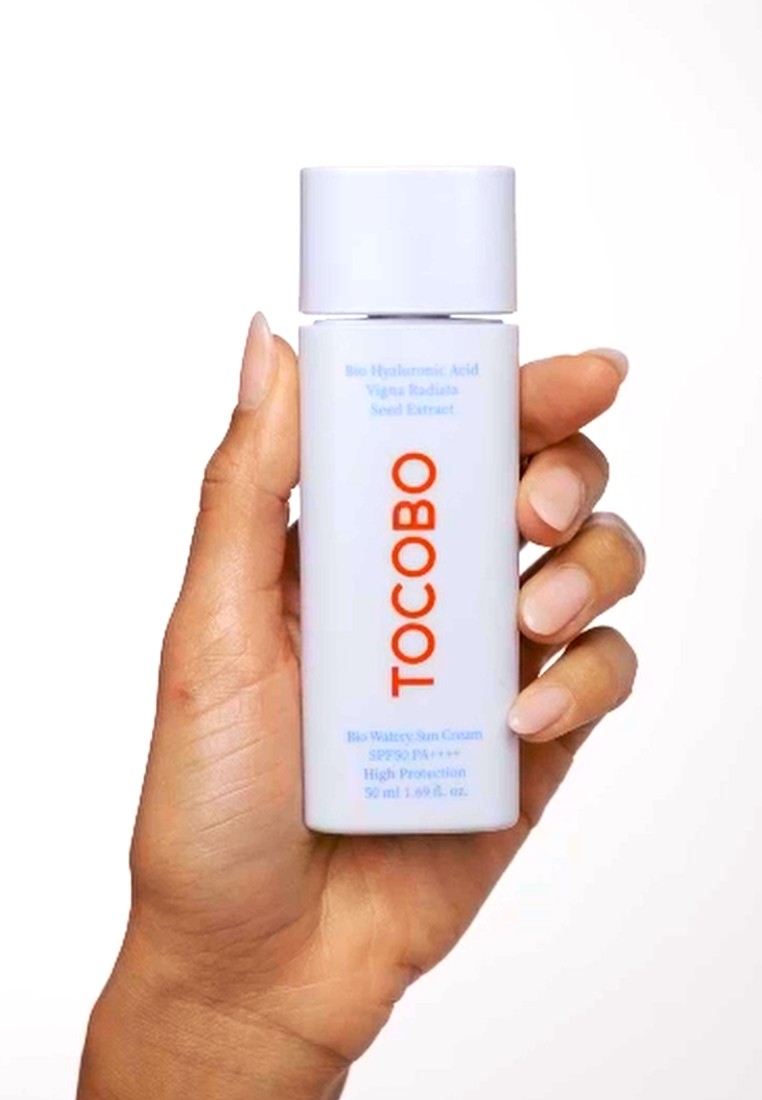 Bio Hyaluronic Acid
Vigna Radiata
Seed Extract
TOCOBO
Bio Watery Sun Cream
SPF50 PA++++
High Protection
50 ml 1.69 fl. oz.